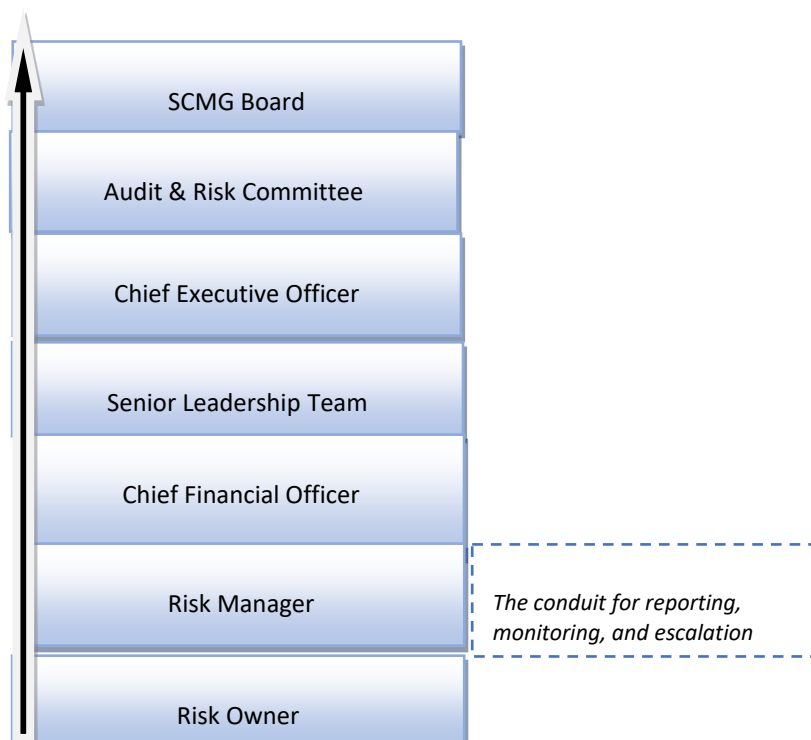 SCMG Board
Audit & Risk Committee
Chief Executive Officer
Senior Leadership Team
Chief Financial Officer
Risk Manager
The conduit for reporting,
monitoring, and escalation
Risk Owner